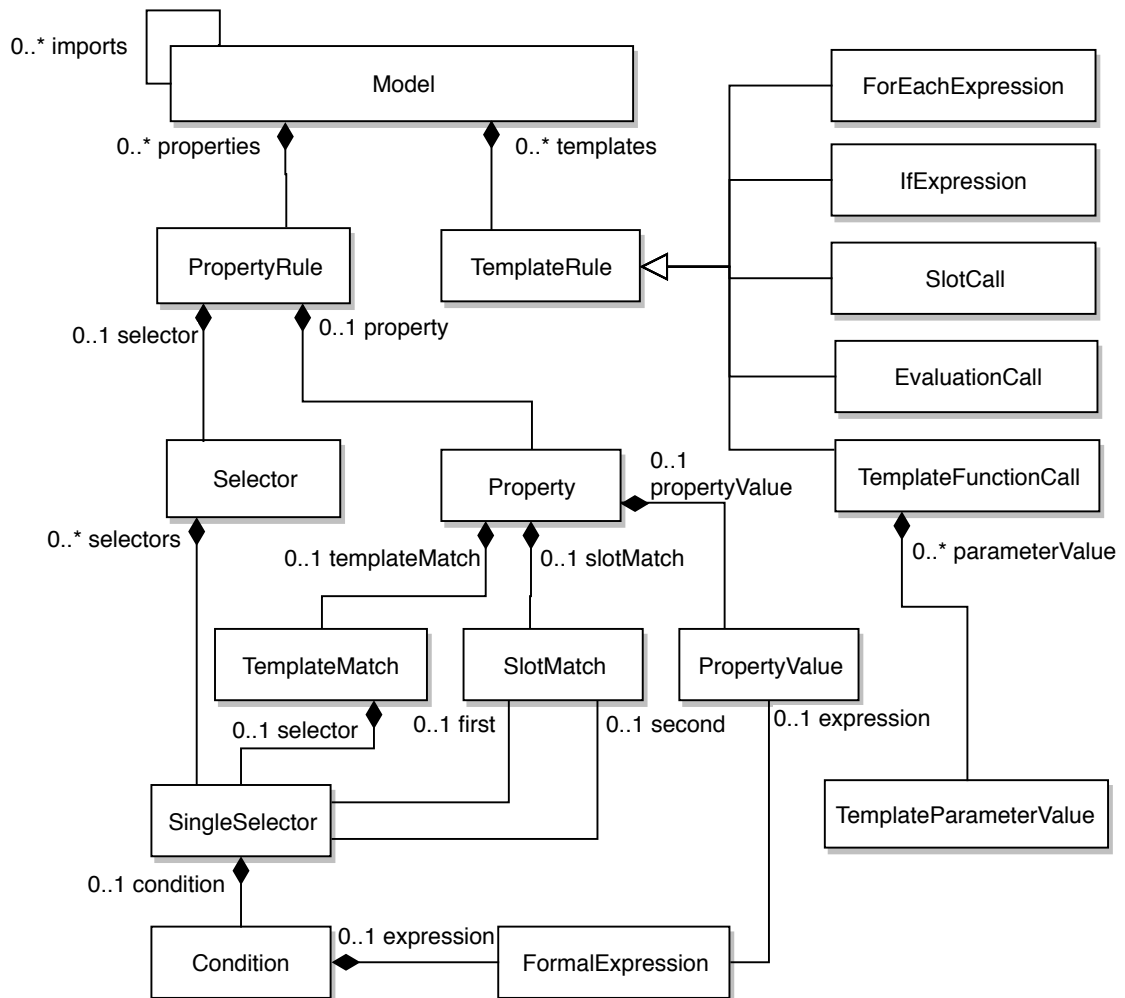 0..* imports
Model
ForEachExpression
0..* properties
0..* templates
IfExpression
PropertyRule
TemplateRule
SlotCall
0..1 selector
0..1 property
EvaluationCall
Selector
Property
0..1
propertyValue
TemplateFunctionCall
0..* selectors
0..1 templateMatch
0..1 slotMatch
0..* parameterValue
TemplateMatch
SlotMatch
PropertyValue
0..1 selector
0..1 first
0..1 second
0..1 expression
SingleSelector
TemplateParameterValue
0..1 condition
Condition
0..1 expression
FormalExpression